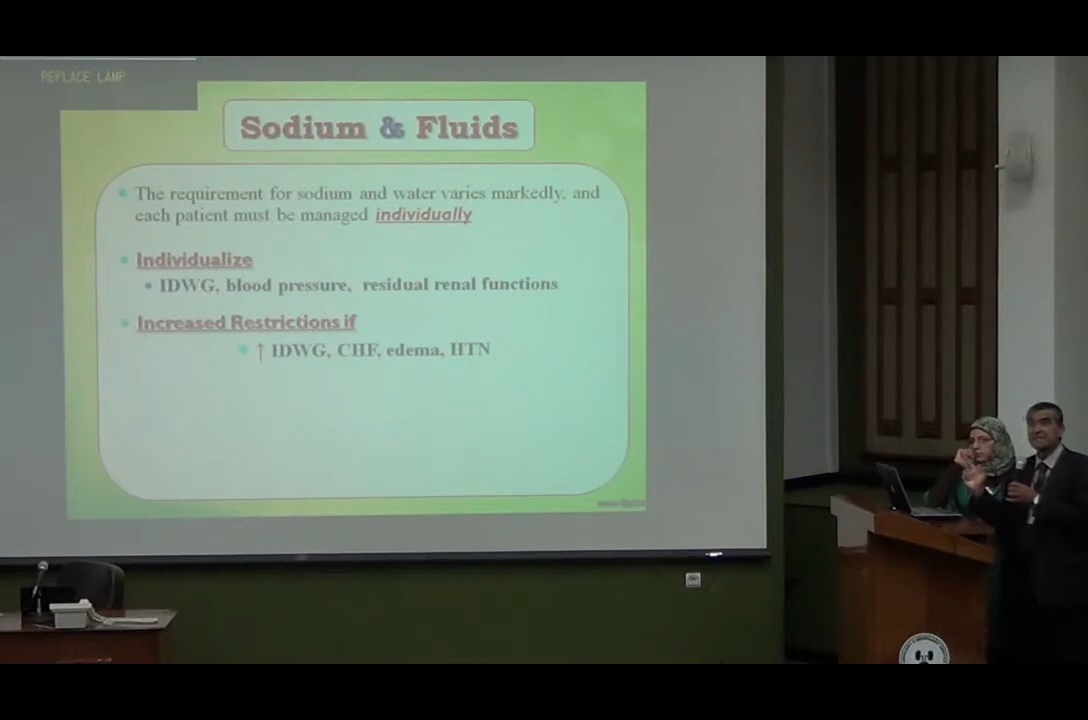 REPLACE LAMP
Sodium & Fluids
The requirement for sodium and water varies markedly, and
each patient must be managed individually
Individualize
IDWG, blood pressure, residual renal functions
Increased Restrictions if
↑ IDWG, CHF, edema, HTN